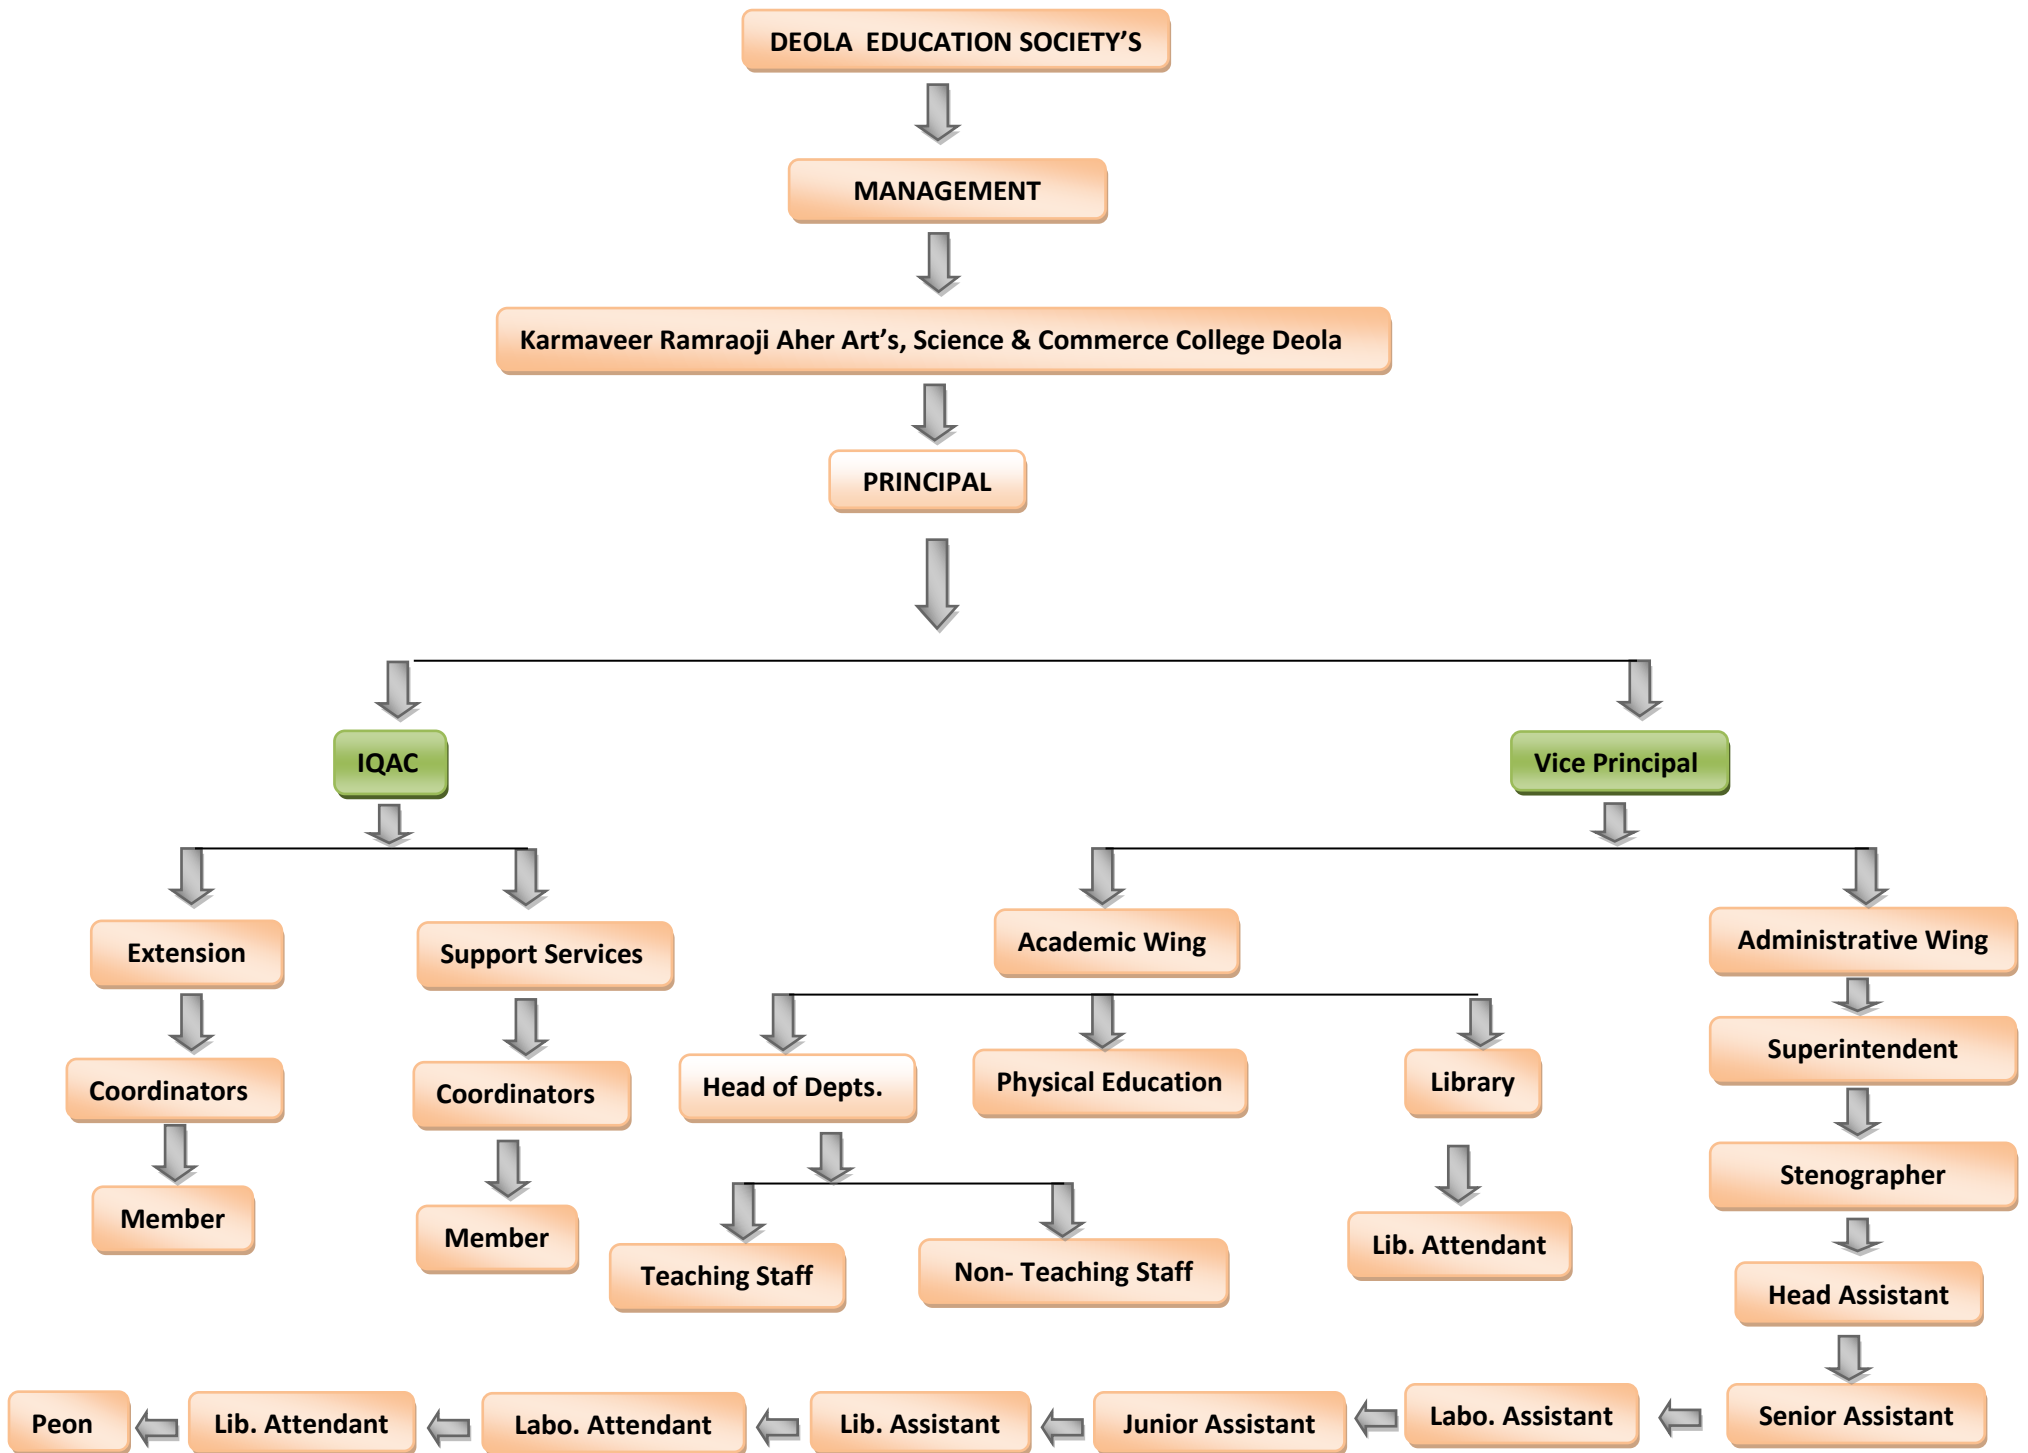 DEOLA EDUCATION SOCIETY’S
MANAGEMENT
Karmaveer Ramraoji Aher Art’s, Science & Commerce College Deola
PRINCIPAL
IQAC
Vice Principal
Extension
Support Services
Academic Wing
Administrative Wing
Coordinators
Coordinators
Head of Depts.
Physical Education
Library
Superintendent
Member
Member
Teaching Staff
Non- Teaching Staff
Lib. Attendant
Stenographer
Head Assistant
Peon
Lib. Attendant
Labo. Attendant
Lib. Assistant
Junior Assistant
Labo. Assistant
Senior Assistant